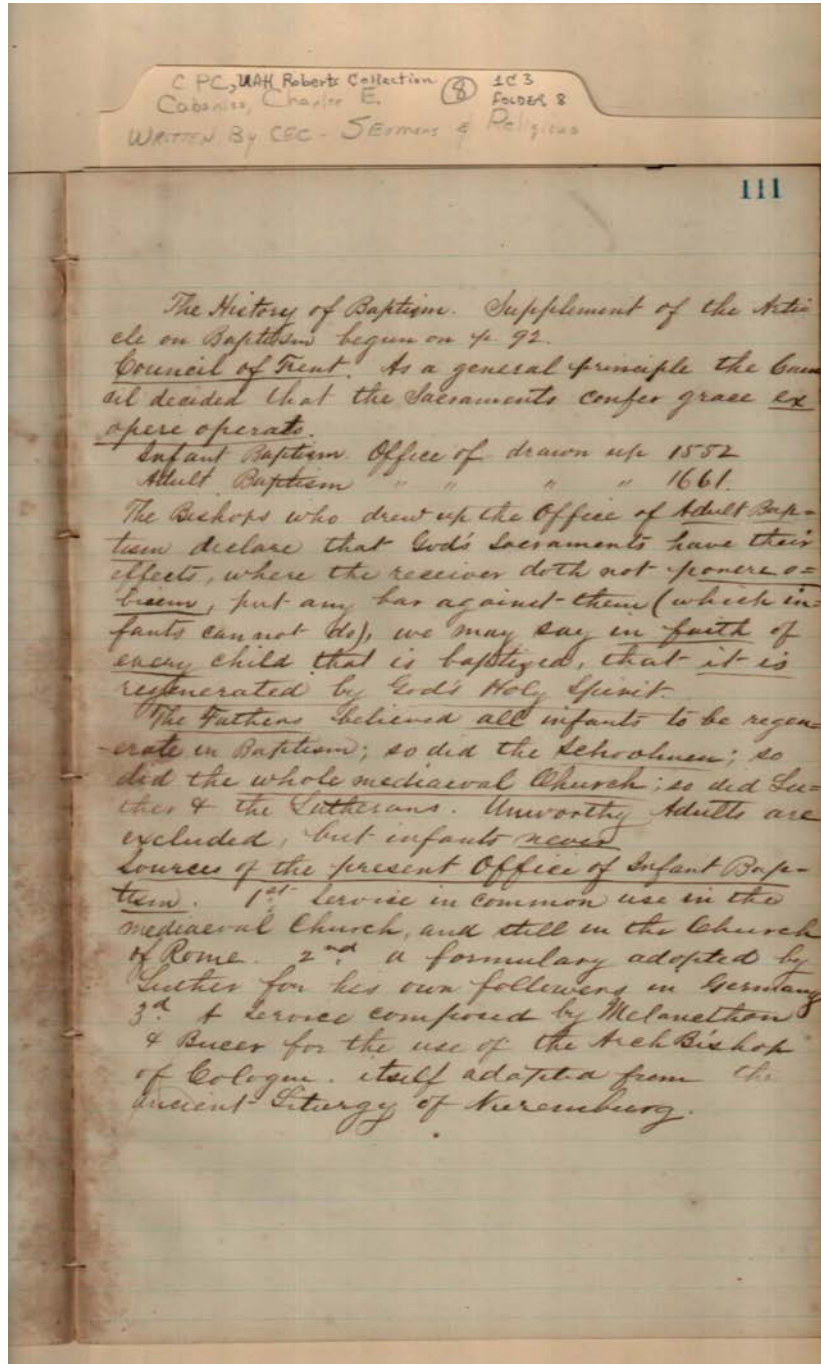 C PC, UAH Roberts Collection (8) 1C3
Cabaniss, Charles E. FOLDER 8
WRITTEN By CEC - SErmons & Religious
111
The History of Baptism. Supplement of the Arti
cle on Baptism begun on p. 92.
Council of Trent. As a general principle the Coun
cil decided that the Sacraments confer grace ex
opere operato.
Infant Baptism Office of drawn up 1552
Adult Baptism " " " " 1661.
The Bishops who drew up the Office of Adult Bap=
tism declare that God's Sacraments have their
effects, where the receiver doth not ponere o=
bicem, put any bar against them (which in=
fants can not do), we may say in faith of
every child that is baptized, that it is
regenerated by God's Holy Spirit.
The Fathers believed all infants to be regen=
erate in Baptism; so did the Schoolmen; so
did the whole mediaeval Church; so did Lu=
ther & the Lutherans. Unworthy Adults are
excluded, but infants never
Sources of the present Office of Infant Bap=
tism. 1st Service in common use in the
mediaeval Church, and still in the Church
of Rome. 2nd a formulary adopted by
Luther for his own followers in Germany
3d A service composed by Melancthon
& Bucer for the use of the Arch Bishop
of Cologne. itself adapted from the
ancient Liturgy of Nuremburg.